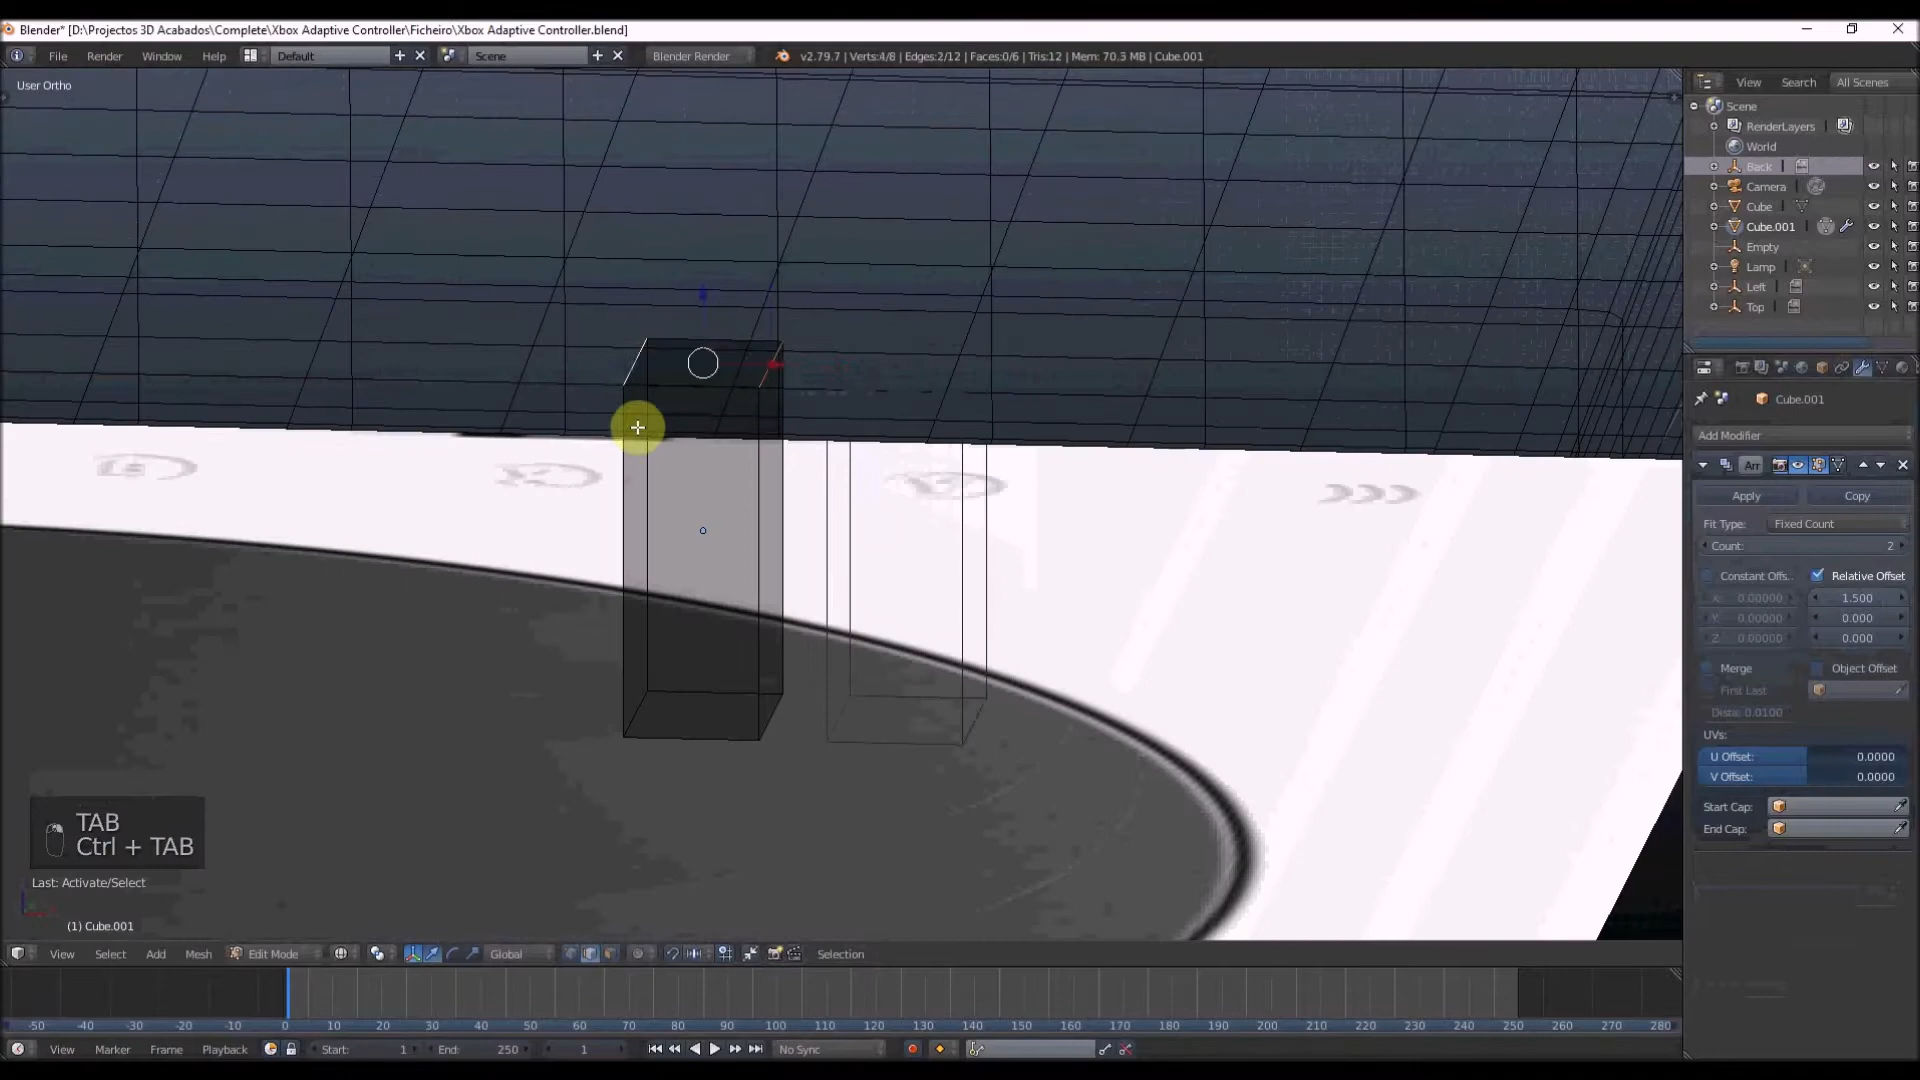 Blender* [D:\Projectos 3D Acabados\Complete\Xbox Adaptive Controller\Ficheiro\Xbox Adaptive Controller.blend]
File Render Window Help Default Scene Blender Render v2.79.7 | Verts:4/8 | Edges:2/12 | Faces:0/6 | Tris:12 | Mem: 70.3 MB | Cube.001
User Ortho
View Search All Scenes
Scene
RenderLayers
World
Back
Camera
Cube
Cube.001
Empty
Lamp
Left
Top
Cube.001
Add Modifier
Arr
Apply Copy
Fit Type: Fixed Count
Count: 2
Constant Offs.. Relative Offset
X: 0.00000 1.500
Y: 0.00000 0.000
Z: 0.00000 0.000
Merge Object Offset
First Last
Dista: 0.0100
UVs:
U Offset: 0.0000
V Offset: 0.0000
Start Cap:
End Cap:
TAB
Ctrl + TAB
Last: Activate/Select
(1) Cube.001
View Select Add Mesh Edit Mode Global Selection
-50 -40 -30 -20 -10 0 10 20 30 40 50 60 70 80 90 100 110 120 130 140 150 160 170 180 190 200 210 220 230 240 250 260 270 280
View Marker Frame Playback Start: 1 End: 250 1 No Sync